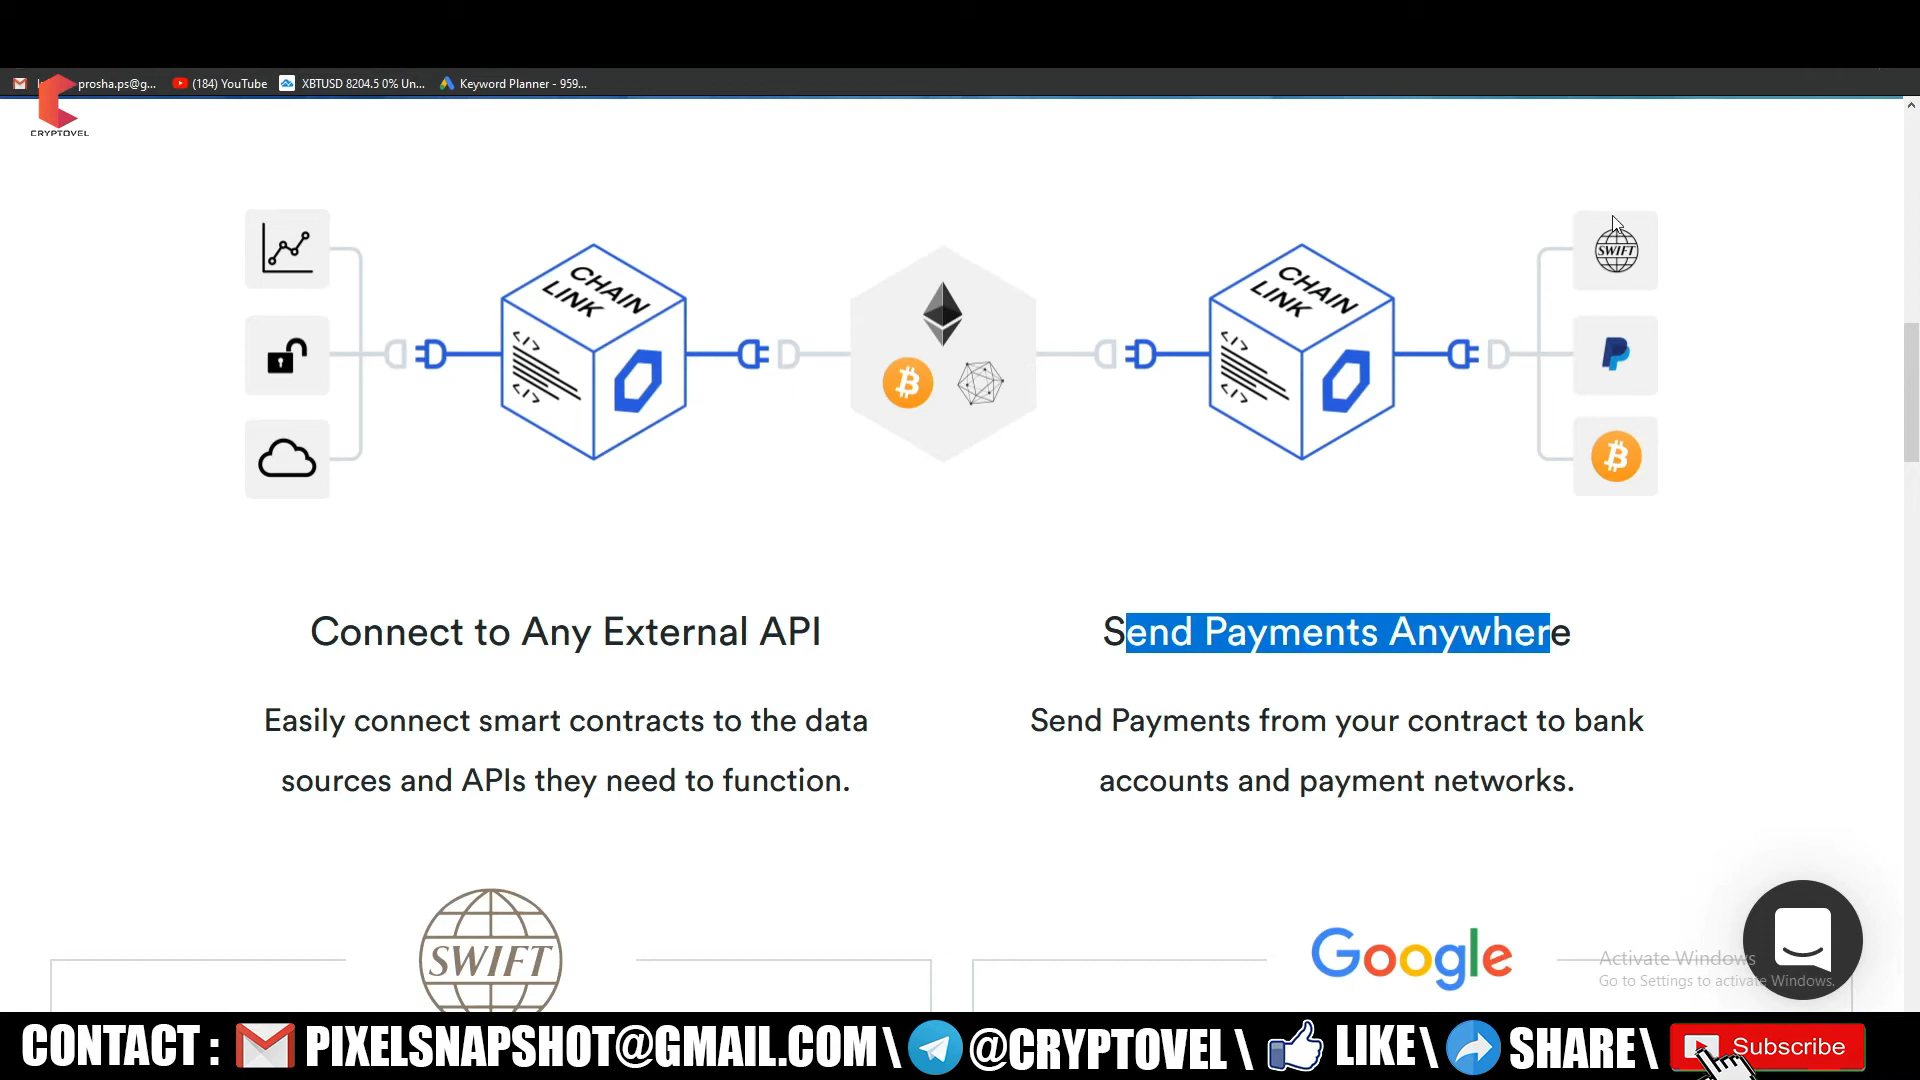 prosha.ps@g... (184) YouTube XBTUSD 8204.5 0% Un... Keyword Planner - 959...
CRYPTOVEL
CHAIN LINK
</>
</>
CHAIN LINK
</>
</>
SWIFT
Connect to Any External API
Easily connect smart contracts to the data
sources and APIs they need to function.
Send Payments Anywhere
Send Payments from your contract to bank
accounts and payment networks.
SWIFT
Google
Activate Windows
Go to Settings to activate Windows.
CONTACT : PIXELSNAPSHOT@GMAIL.COM \ @CRYPTOVEL \ LIKE \ SHARE \ Subscribe